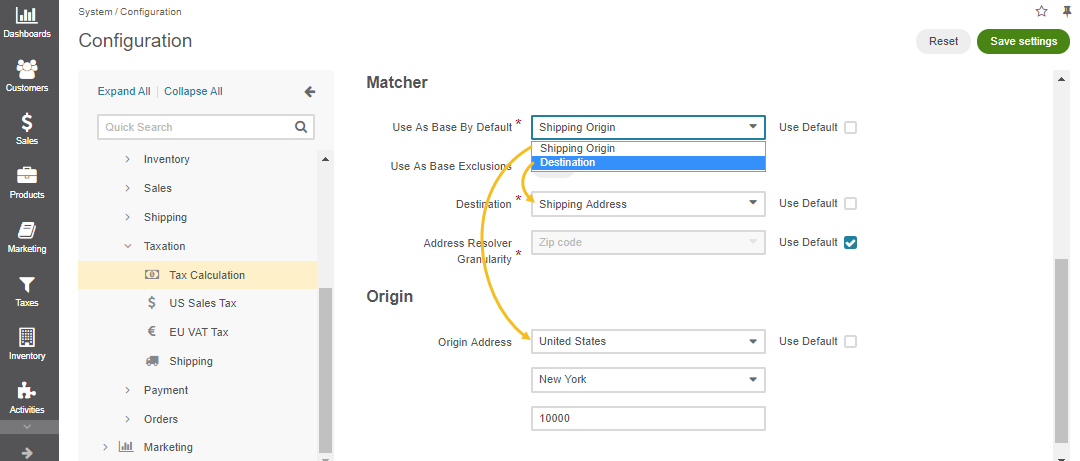 System / Configuration
Configuration
Reset
Save settings
Dashboards
Customers
Sales
Products
Marketing
Taxes
Inventory
Activities
Expand All | Collapse All
Quick Search
Inventory
Sales
Shipping
Taxation
Tax Calculation
US Sales Tax
EU VAT Tax
Shipping
Payment
Orders
Marketing
Matcher
Use As Base By Default *
Shipping Origin
Use Default
Shipping Origin
Destination
Use As Base Exclusions
Destination *
Shipping Address
Use Default
Address Resolver
Granularity *
Zip code
Use Default
Origin
Origin Address
United States
Use Default
New York
10000